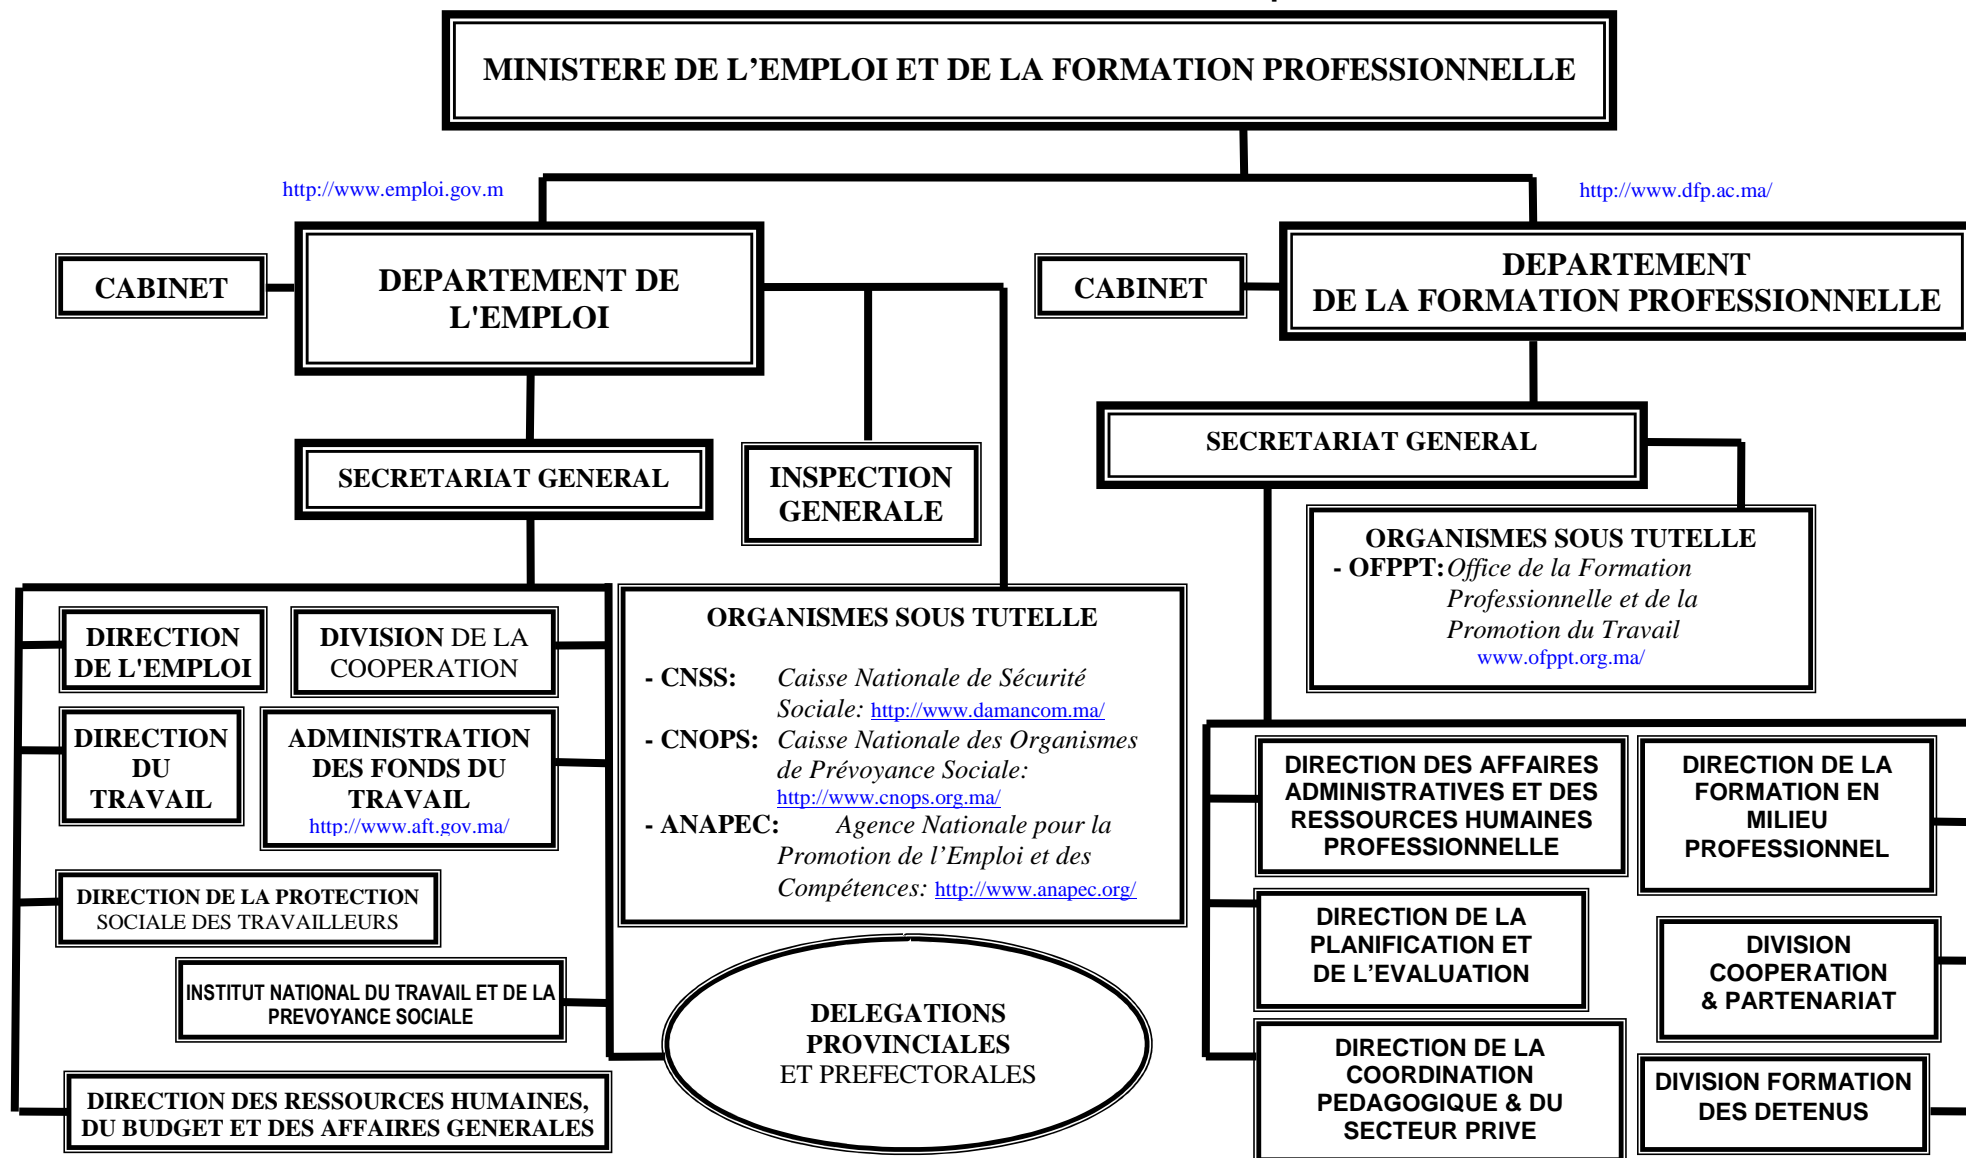 MINISTERE DE L’EMPLOI ET DE LA FORMATION PROFESSIONNELLE
http://www.emploi.gov.m
http://www.dfp.ac.ma/
CABINET
DEPARTEMENT DE
L'EMPLOI
CABINET
DEPARTEMENT
DE LA FORMATION PROFESSIONNELLE
SECRETARIAT GENERAL
INSPECTION
GENERALE
SECRETARIAT GENERAL
ORGANISMES SOUS TUTELLE
- OFPPT: Office de la Formation
Professionnelle et de la
Promotion du Travail
www.ofppt.org.ma/
DIRECTION
DE L'EMPLOI
DIVISION DE LA
COOPERATION
DIRECTION
DU
TRAVAIL
ADMINISTRATION
DES FONDS DU
TRAVAIL
http://www.aft.gov.ma/
DIRECTION DE LA PROTECTION
SOCIALE DES TRAVAILLEURS
INSTITUT NATIONAL DU TRAVAIL ET DE LA
PREVOYANCE SOCIALE
DIRECTION DES RESSOURCES HUMAINES,
DU BUDGET ET DES AFFAIRES GENERALES
ORGANISMES SOUS TUTELLE
- CNSS: Caisse Nationale de Sécurité
Sociale: http://www.damancom.ma/
- CNOPS: Caisse Nationale des Organismes
de Prévoyance Sociale:
http://www.cnops.org.ma/
- ANAPEC: Agence Nationale pour la
Promotion de l’Emploi et des
Compétences: http://www.anapec.org/
DELEGATIONS
PROVINCIALES
ET PREFECTORALES
DIRECTION DES AFFAIRES
ADMINISTRATIVES ET DES
RESSOURCES HUMAINES
PROFESSIONNELLE
DIRECTION DE LA
FORMATION EN
MILIEU
PROFESSIONNEL
DIRECTION DE LA
PLANIFICATION ET
DE L’EVALUATION
DIVISION
COOPERATION
& PARTENARIAT
DIRECTION DE LA
COORDINATION
PEDAGOGIQUE & DU
SECTEUR PRIVE
DIVISION FORMATION
DES DETENUS